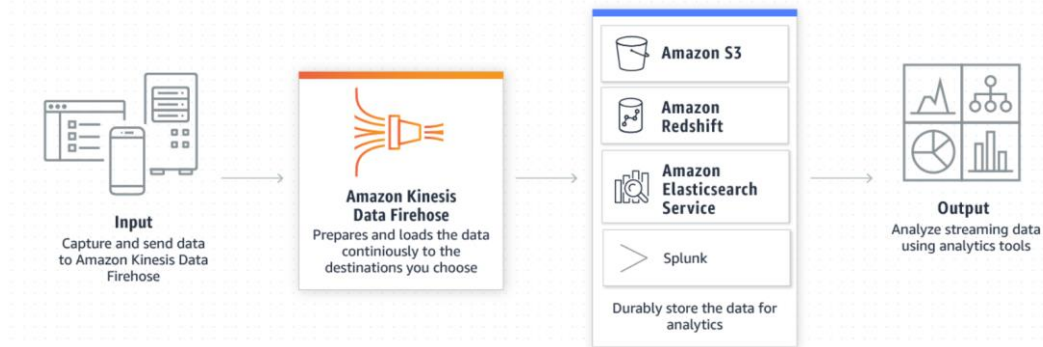 Input
Capture and send data
to Amazon Kinesis Data
Firehose
Amazon Kinesis
Data Firehose
Prepares and loads the data
continiously to the
destinations you choose
Amazon S3
Amazon
Redshift
Amazon
Elasticsearch
Service
Splunk
Durably store the data for
analytics
Output
Analyze streaming data
using analytics tools